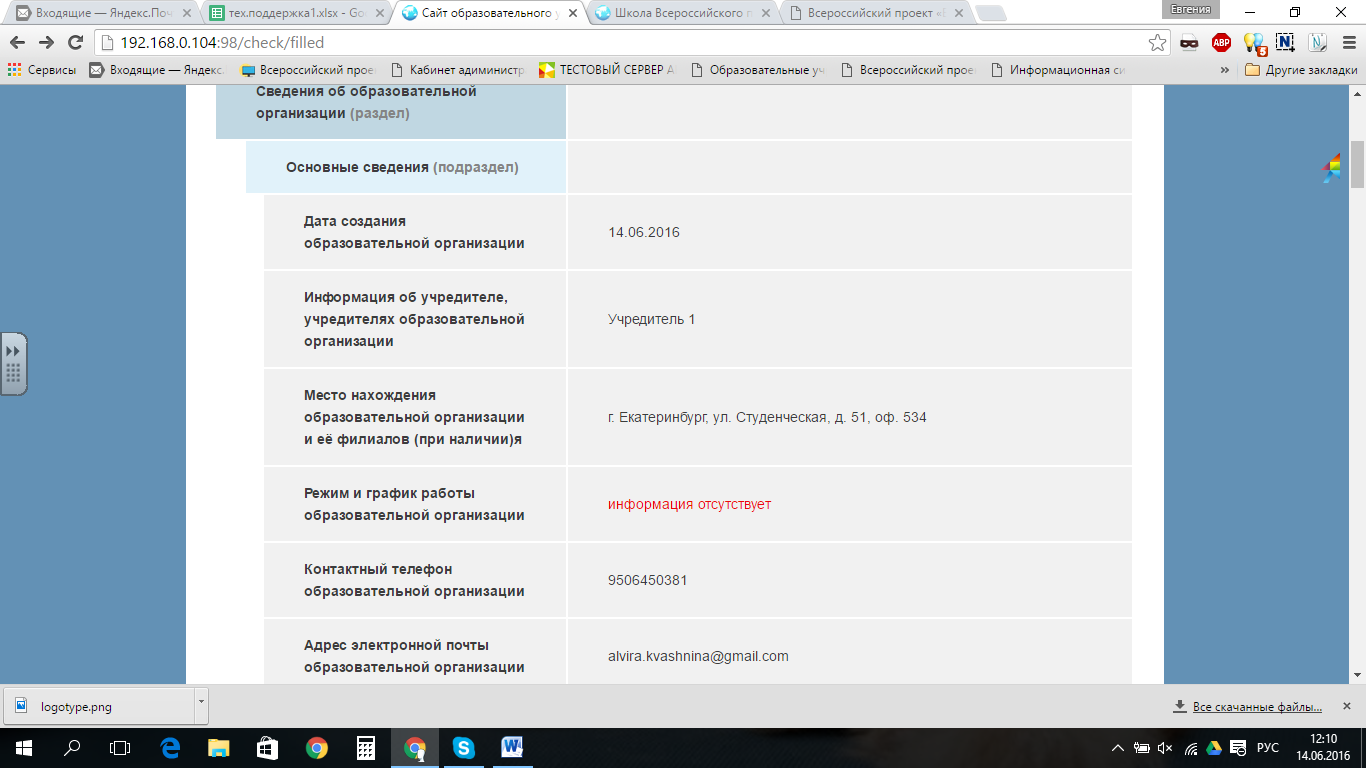 Входящие — Яндекс.Поч
тех.поддержка1.xlsx - Goo
Сайт образовательного у
Школа Всероссийского п
Всероссийский проект «Е
Евгения
192.168.0.104:98/check/filled
ABP
5
N
N
Сервисы
Входящие — Яндекс.
Всероссийский прое
Кабинет администр
ТЕСТОВЫЙ СЕРВЕР А
Образовательные уч
Всероссийский прое
Информационная си
»
Другие закладки
Сведения об образовательной
организации (раздел)
Основные сведения (подраздел)
Дата создания
образовательной организации
14.06.2016
Информация об учредителе,
учредителях образовательной
организации
Учредитель 1
Место нахождения
образовательной организации
и её филиалов (при наличии)я
г. Екатеринбург, ул. Студенческая, д. 51, оф. 534
Режим и график работы
образовательной организации
информация отсутствует
Контактный телефон
образовательной организации
9506450381
Адрес электронной почты
образовательной организации
alvira.kvashnina@gmail.com
logotype.png
Все скачанные файлы...
РУС
12:10
14.06.2016